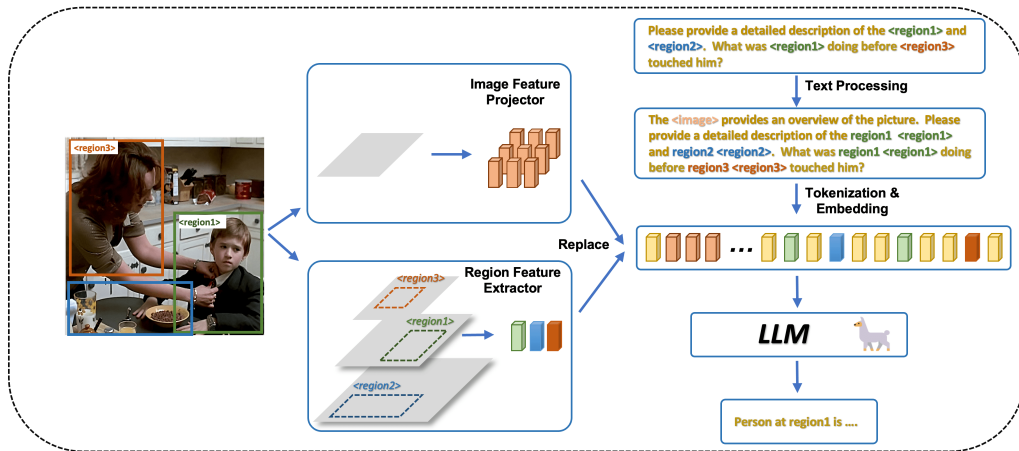 Please provide a detailed description of the <region1> and
<region2>. What was <region1> doing before <region3>
touched him?
Text Processing
The <image> provides an overview of the picture. Please
provide a detailed description of the region1 <region1>
and region2 <region2>. What was region1 <region1> doing
before region3 <region3> touched him?
Tokenization &
Embedding
Image Feature
Projector
<region3>
<region1>
Replace
...
Region Feature
Extractor
<region3>
<region1>
<region2>
LLM
Person at region1 is ....